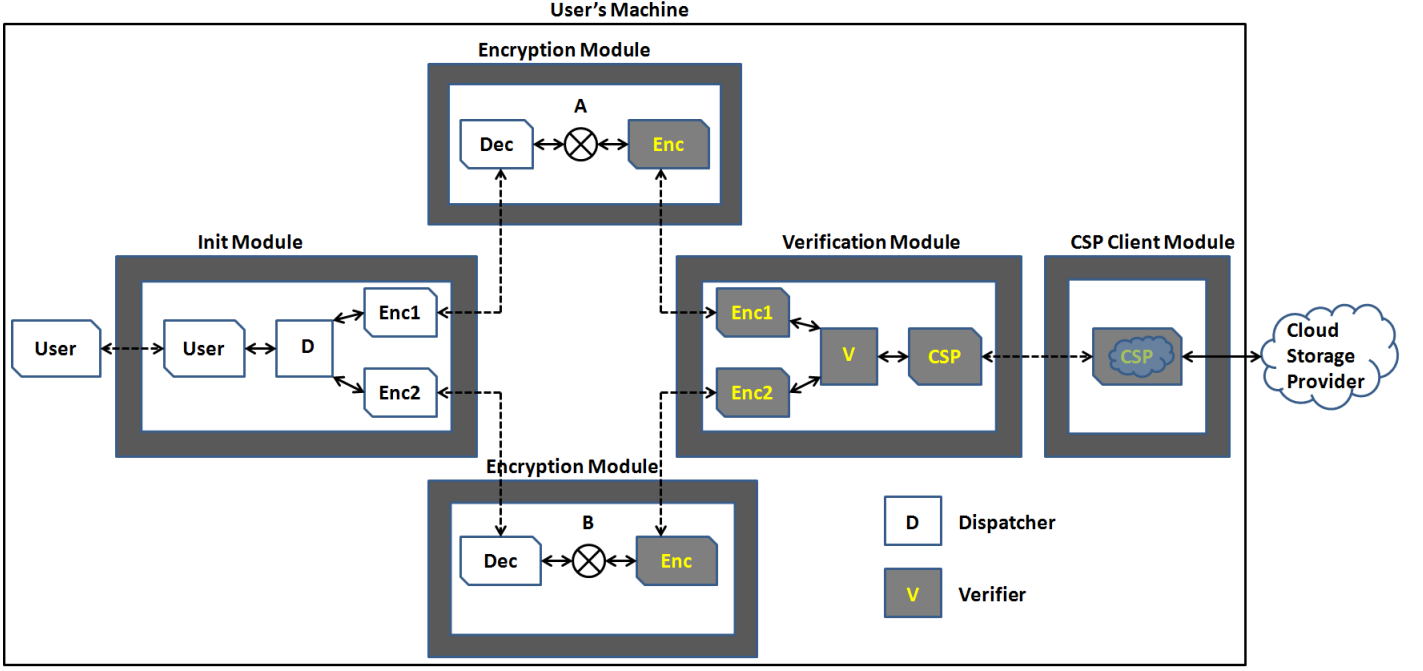 User's Machine
Encryption Module
A
Dec
Enc
Init Module
Verification Module
CSP Client Module
User
User
D
Enc1
Enc2
Enc1
Enc2
V
CSP
CSP
Cloud
Storage
Provider
Encryption Module
B
Dec
Enc
D
Dispatcher
V
Verifier